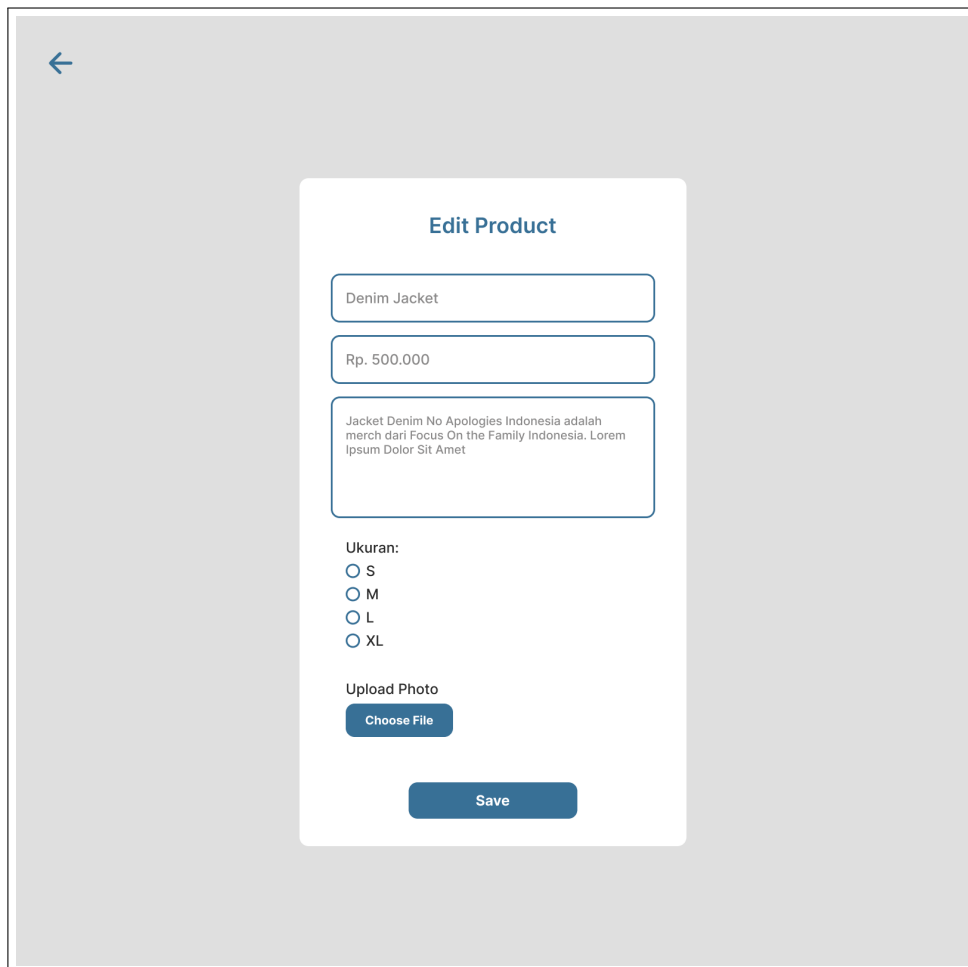 Edit Product
Denim Jacket
Rp. 500.000
Jacket Denim No Apologies Indonesia adalah
merch dari Focus On the Family Indonesia. Lorem
Ipsum Dolor Sit Amet
Ukuran:
S
M
L
XL
Upload Photo
Choose File
Save